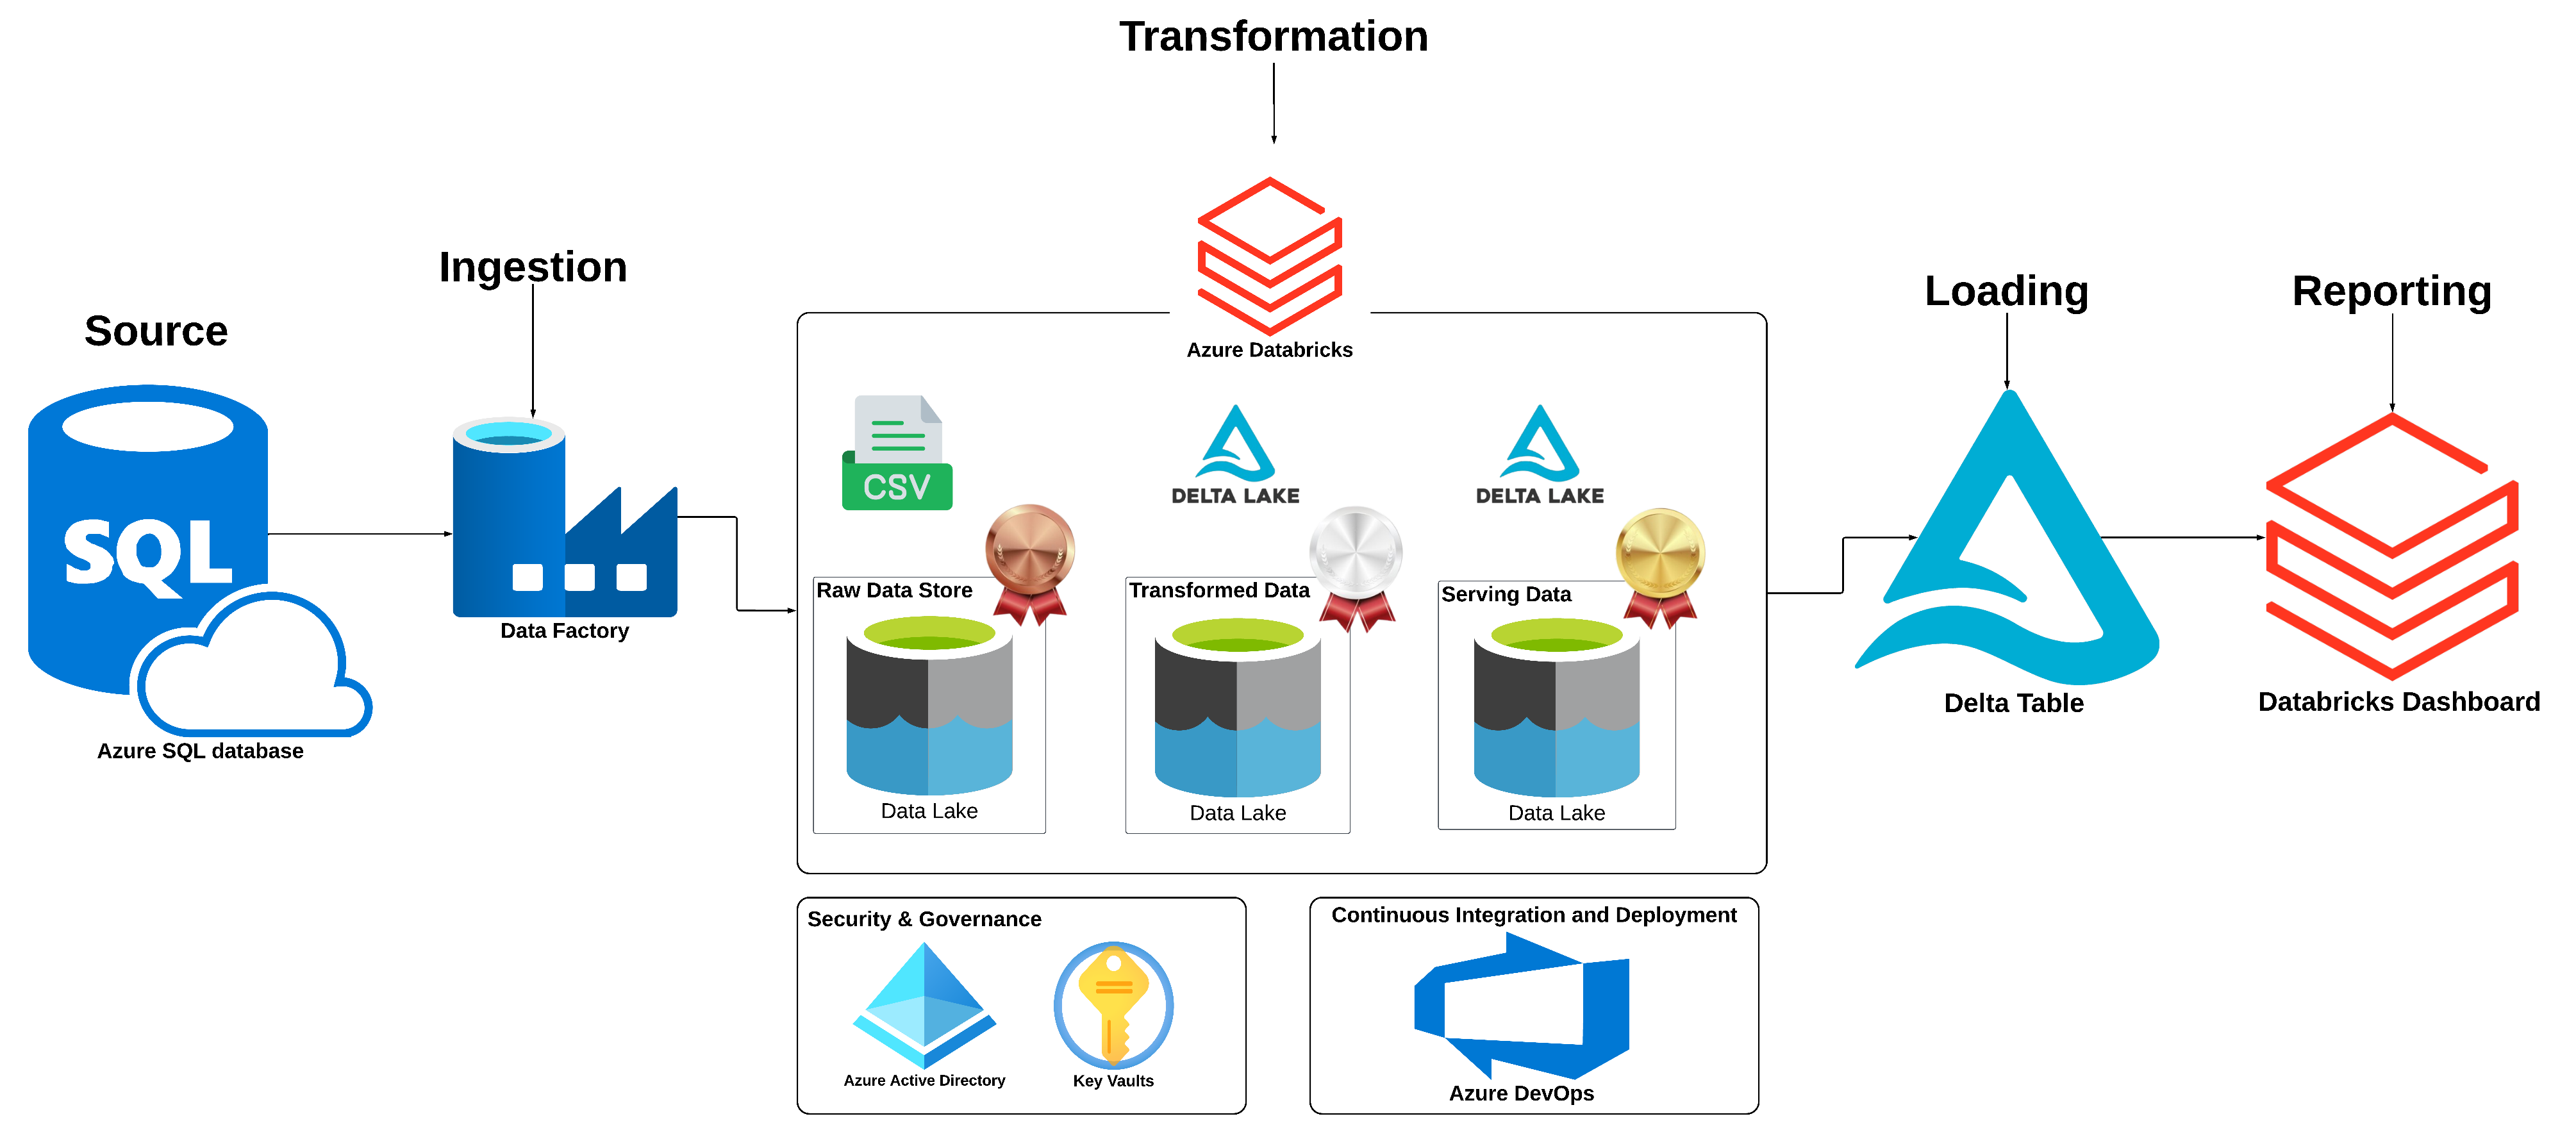 Transformation
Ingestion
Source
Loading
Reporting
Azure Databricks
CSV
DELTA LAKE
DELTA LAKE
SQL
Raw Data Store
Transformed Data
Serving Data
Data Factory
Data Lake
Data Lake
Data Lake
Azure SQL database
Delta Table
Databricks Dashboard
Security & Governance
Azure Active Directory
Key Vaults
Continuous Integration and Deployment
Azure DevOps